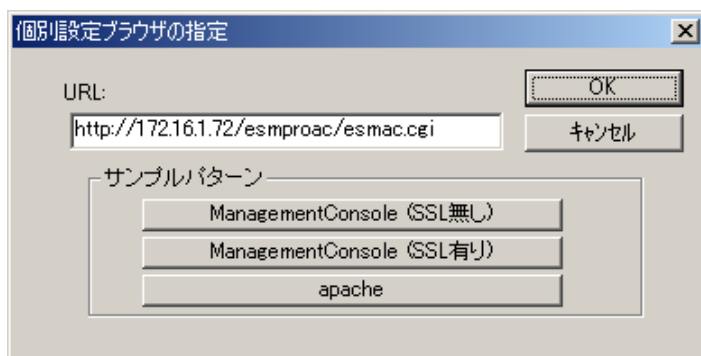 個別設定ブラウザの指定
URL:
OK
http://172.16.1.72/esmproac/esmac.cgi
キャンセル
サンプルパターン
ManagementConsole (SSL無し)
ManagementConsole (SSL有り)
apache